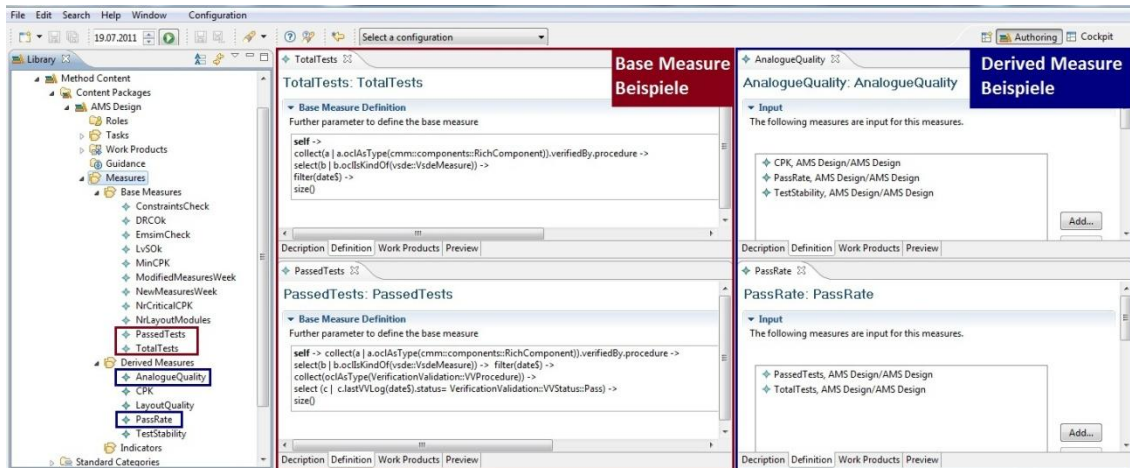 File Edit Search Help Window Configuration
19.07.2011
Select a configuration
Authoring
Cockpit
Library
Method Content
Content Packages
AMS Design
Roles
Tasks
Work Products
Guidance
Measures
Base Measures
ConstraintsCheck
DRCOk
EmsimCheck
LvSOk
MinCPK
ModifiedMeasuresWeek
NewMeasuresWeek
NrCriticalCPK
NrLayoutModules
PassedTests
TotalTests
Derived Measures
AnalogueQuality
CPK
LayoutQuality
PassRate
TestStability
Indicators
Standard Categories
TotalTests
Base Measure
Beispiele
TotalTests: TotalTests
Base Measure Definition
Further parameter to define the base measure
self ->
collect(a | a.oclAsType(cmm::components::RichComponent)).verifiedBy.procedure ->
select(b | b.oclIsKindOf(vsde::VsdeMeasure)) ->
filter(date$) ->
size()
Decription Definition Work Products Preview
PassedTests
PassedTests: PassedTests
Base Measure Definition
Further parameter to define the base measure
self -> collect(a | a.oclAsType(cmm::components::RichComponent)).verifiedBy.procedure ->
select(b | b.oclIsKindOf(vsde::VsdeMeasure)) -> filter(date$) ->
collect(oclAsType(VerificationValidation::VVProcedure)) ->
select (c | c.lastVVLog(date$).status= VerificationValidation::VVStatus::Pass) ->
size()
Decription Definition Work Products Preview
AnalogueQuality
Derived Measure
Beispiele
AnalogueQuality: AnalogueQuality
Input
The following measures are input for this measures.
CPK, AMS Design/AMS Design
PassRate, AMS Design/AMS Design
TestStability, AMS Design/AMS Design
Add...
Decription Definition Work Products Preview
PassRate
PassRate: PassRate
Input
The following measures are input for this measures.
PassedTests, AMS Design/AMS Design
TotalTests, AMS Design/AMS Design
Add...
Decription Definition Work Products Preview